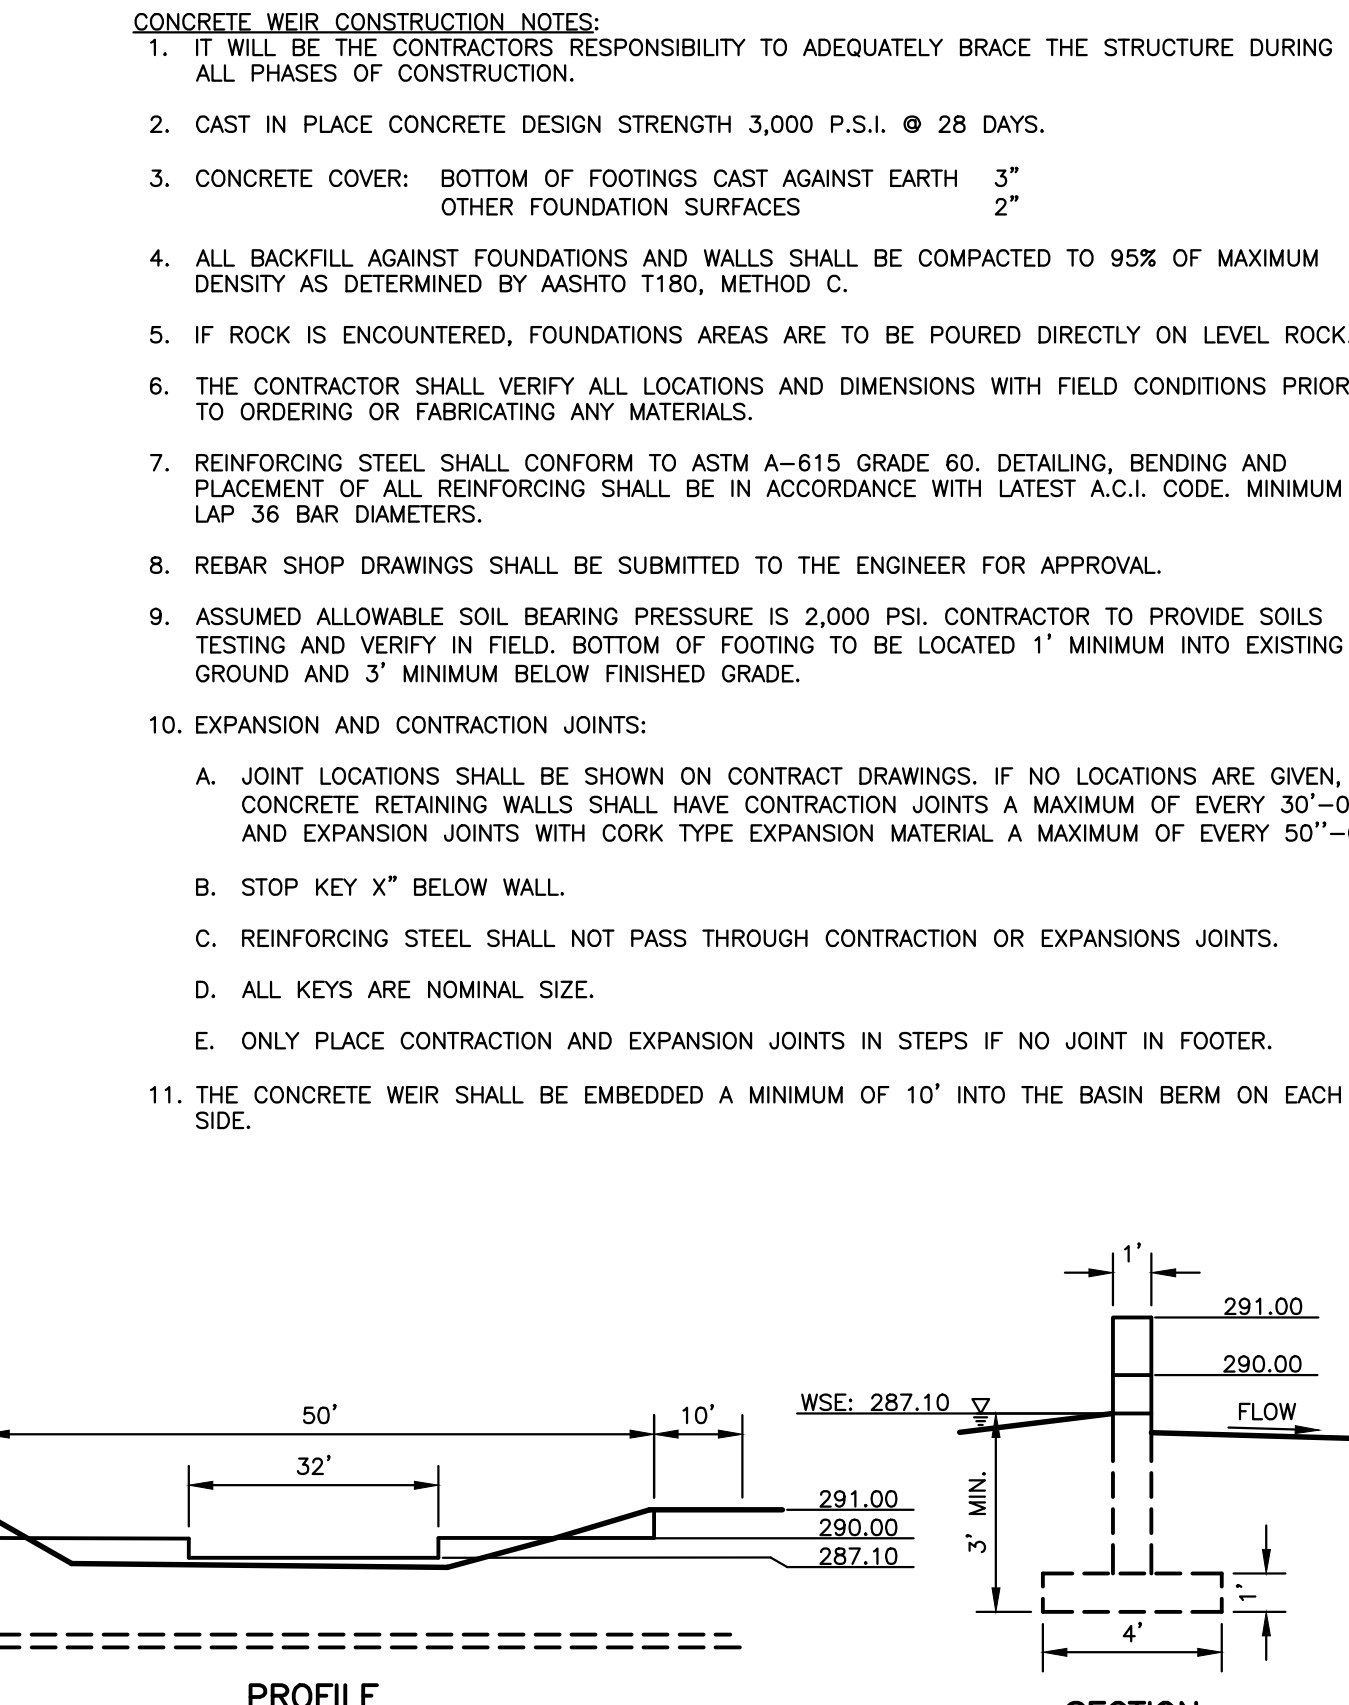 CONCRETE WEIR CONSTRUCTION NOTES:
1. IT WILL BE THE CONTRACTORS RESPONSIBILITY TO ADEQUATELY BRACE THE STRUCTURE DURING
ALL PHASES OF CONSTRUCTION.
2. CAST IN PLACE CONCRETE DESIGN STRENGTH 3,000 P.S.I. @ 28 DAYS.
3. CONCRETE COVER: BOTTOM OF FOOTINGS CAST AGAINST EARTH 3"
OTHER FOUNDATION SURFACES 2"
4. ALL BACKFILL AGAINST FOUNDATIONS AND WALLS SHALL BE COMPACTED TO 95% OF MAXIMUM
DENSITY AS DETERMINED BY AASHTO T180, METHOD C.
5. IF ROCK IS ENCOUNTERED, FOUNDATIONS AREAS ARE TO BE POURED DIRECTLY ON LEVEL ROCK.
6. THE CONTRACTOR SHALL VERIFY ALL LOCATIONS AND DIMENSIONS WITH FIELD CONDITIONS PRIOR
TO ORDERING OR FABRICATING ANY MATERIALS.
7. REINFORCING STEEL SHALL CONFORM TO ASTM A-615 GRADE 60. DETAILING, BENDING AND
PLACEMENT OF ALL REINFORCING SHALL BE IN ACCORDANCE WITH LATEST A.C.I. CODE. MINIMUM
LAP 36 BAR DIAMETERS.
8. REBAR SHOP DRAWINGS SHALL BE SUBMITTED TO THE ENGINEER FOR APPROVAL.
9. ASSUMED ALLOWABLE SOIL BEARING PRESSURE IS 2,000 PSI. CONTRACTOR TO PROVIDE SOILS
TESTING AND VERIFY IN FIELD. BOTTOM OF FOOTING TO BE LOCATED 1' MINIMUM INTO EXISTING
GROUND AND 3' MINIMUM BELOW FINISHED GRADE.
10. EXPANSION AND CONTRACTION JOINTS:
A. JOINT LOCATIONS SHALL BE SHOWN ON CONTRACT DRAWINGS. IF NO LOCATIONS ARE GIVEN,
CONCRETE RETAINING WALLS SHALL HAVE CONTRACTION JOINTS A MAXIMUM OF EVERY 30'-0
AND EXPANSION JOINTS WITH CORK TYPE EXPANSION MATERIAL A MAXIMUM OF EVERY 50''-
B. STOP KEY X" BELOW WALL.
C. REINFORCING STEEL SHALL NOT PASS THROUGH CONTRACTION OR EXPANSIONS JOINTS.
D. ALL KEYS ARE NOMINAL SIZE.
E. ONLY PLACE CONTRACTION AND EXPANSION JOINTS IN STEPS IF NO JOINT IN FOOTER.
11. THE CONCRETE WEIR SHALL BE EMBEDDED A MINIMUM OF 10' INTO THE BASIN BERM ON EACH
SIDE.
50'
10'
32'
291.00
290.00
287.10
PROFILE
1'
291.00
290.00
WSE: 287.10
FLOW
3' MIN.
1'
4'
SECTION